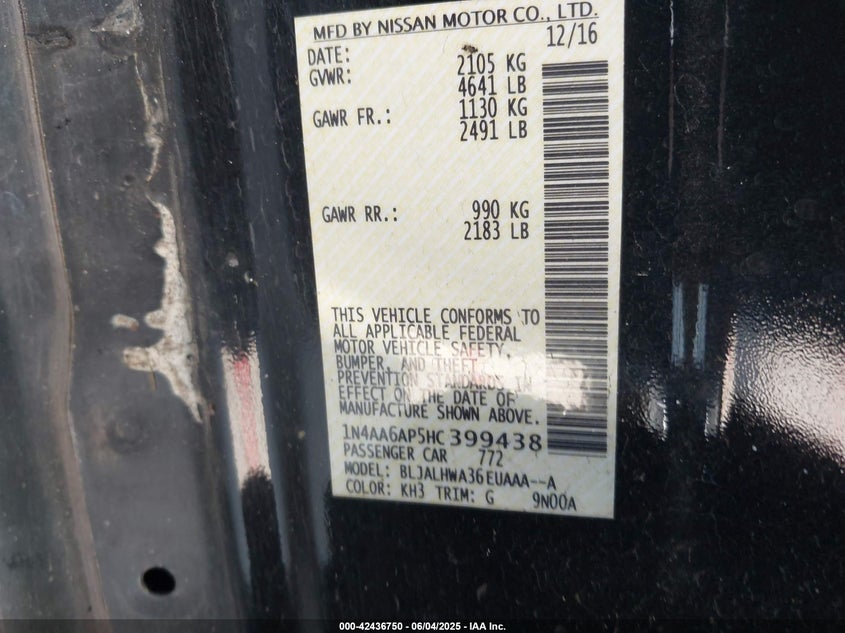 MFD BY NISSAN MOTOR CO., LTD.
DATE: 12/16
GVWR: 2105 KG
4641 LB
GAWR FR.: 1130 KG
2491 LB
GAWR RR.: 990 KG
2183 LB
THIS VEHICLE CONFORMS TO
ALL APPLICABLE FEDERAL
MOTOR VEHICLE SAFETY,
BUMPER, AND THEFT
PREVENTION STANDARDS IN
EFFECT ON THE DATE OF
MANUFACTURE SHOWN ABOVE.
1N4AA6AP5HC399438
PASSENGER CAR 772
MODEL: BLJALHWA36EUAAA--A
COLOR: KH3 TRIM: G 9N00A
000-42436750 | 06/04/2025 - IAA Inc.